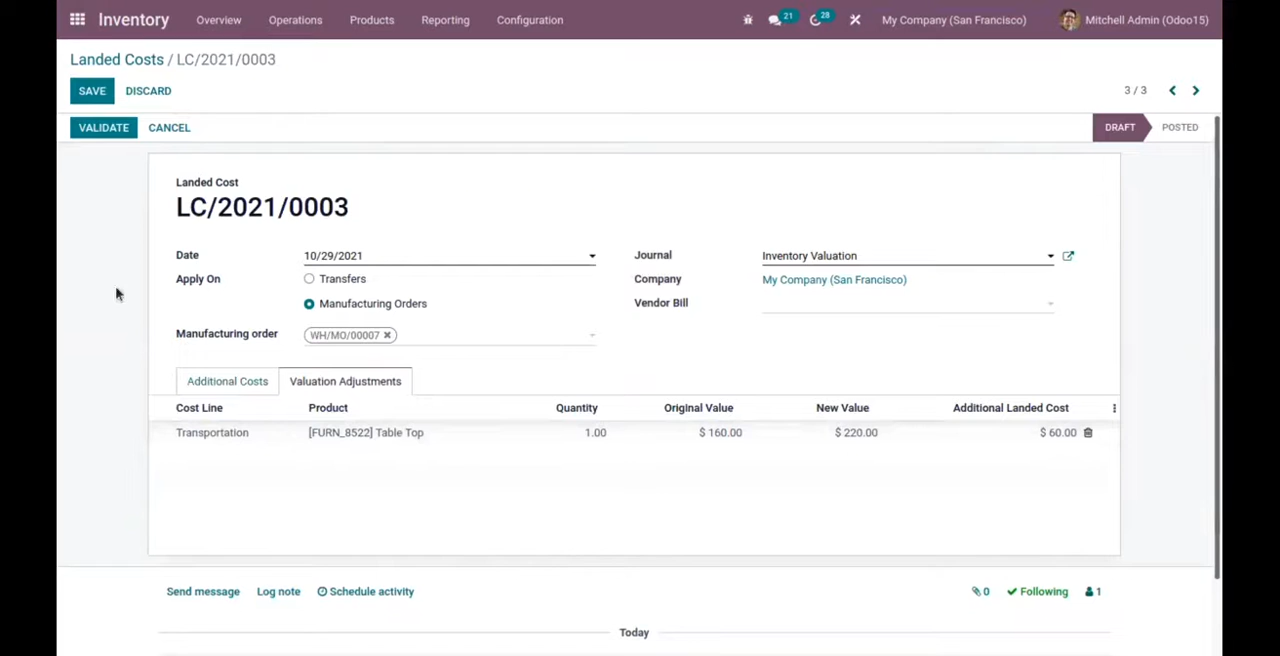 Inventory Overview Operations Products Reporting Configuration 21 28 My Company (San Francisco) Mitchell Admin (Odoo15)
Landed Costs / LC/2021/0003
SAVE DISCARD 3 / 3
VALIDATE CANCEL DRAFT POSTED
Landed Cost
LC/2021/0003
Date 10/29/2021 Journal Inventory Valuation
Apply On Transfers Company My Company (San Francisco)
Manufacturing Orders Vendor Bill
Manufacturing order WH/MO/00007
Additional Costs Valuation Adjustments
Cost Line Product Quantity Original Value New Value Additional Landed Cost
Transportation [FURN_8522] Table Top 1.00 $ 160.00 $ 220.00 $ 60.00
Send message Log note Schedule activity 0 Following 1
Today